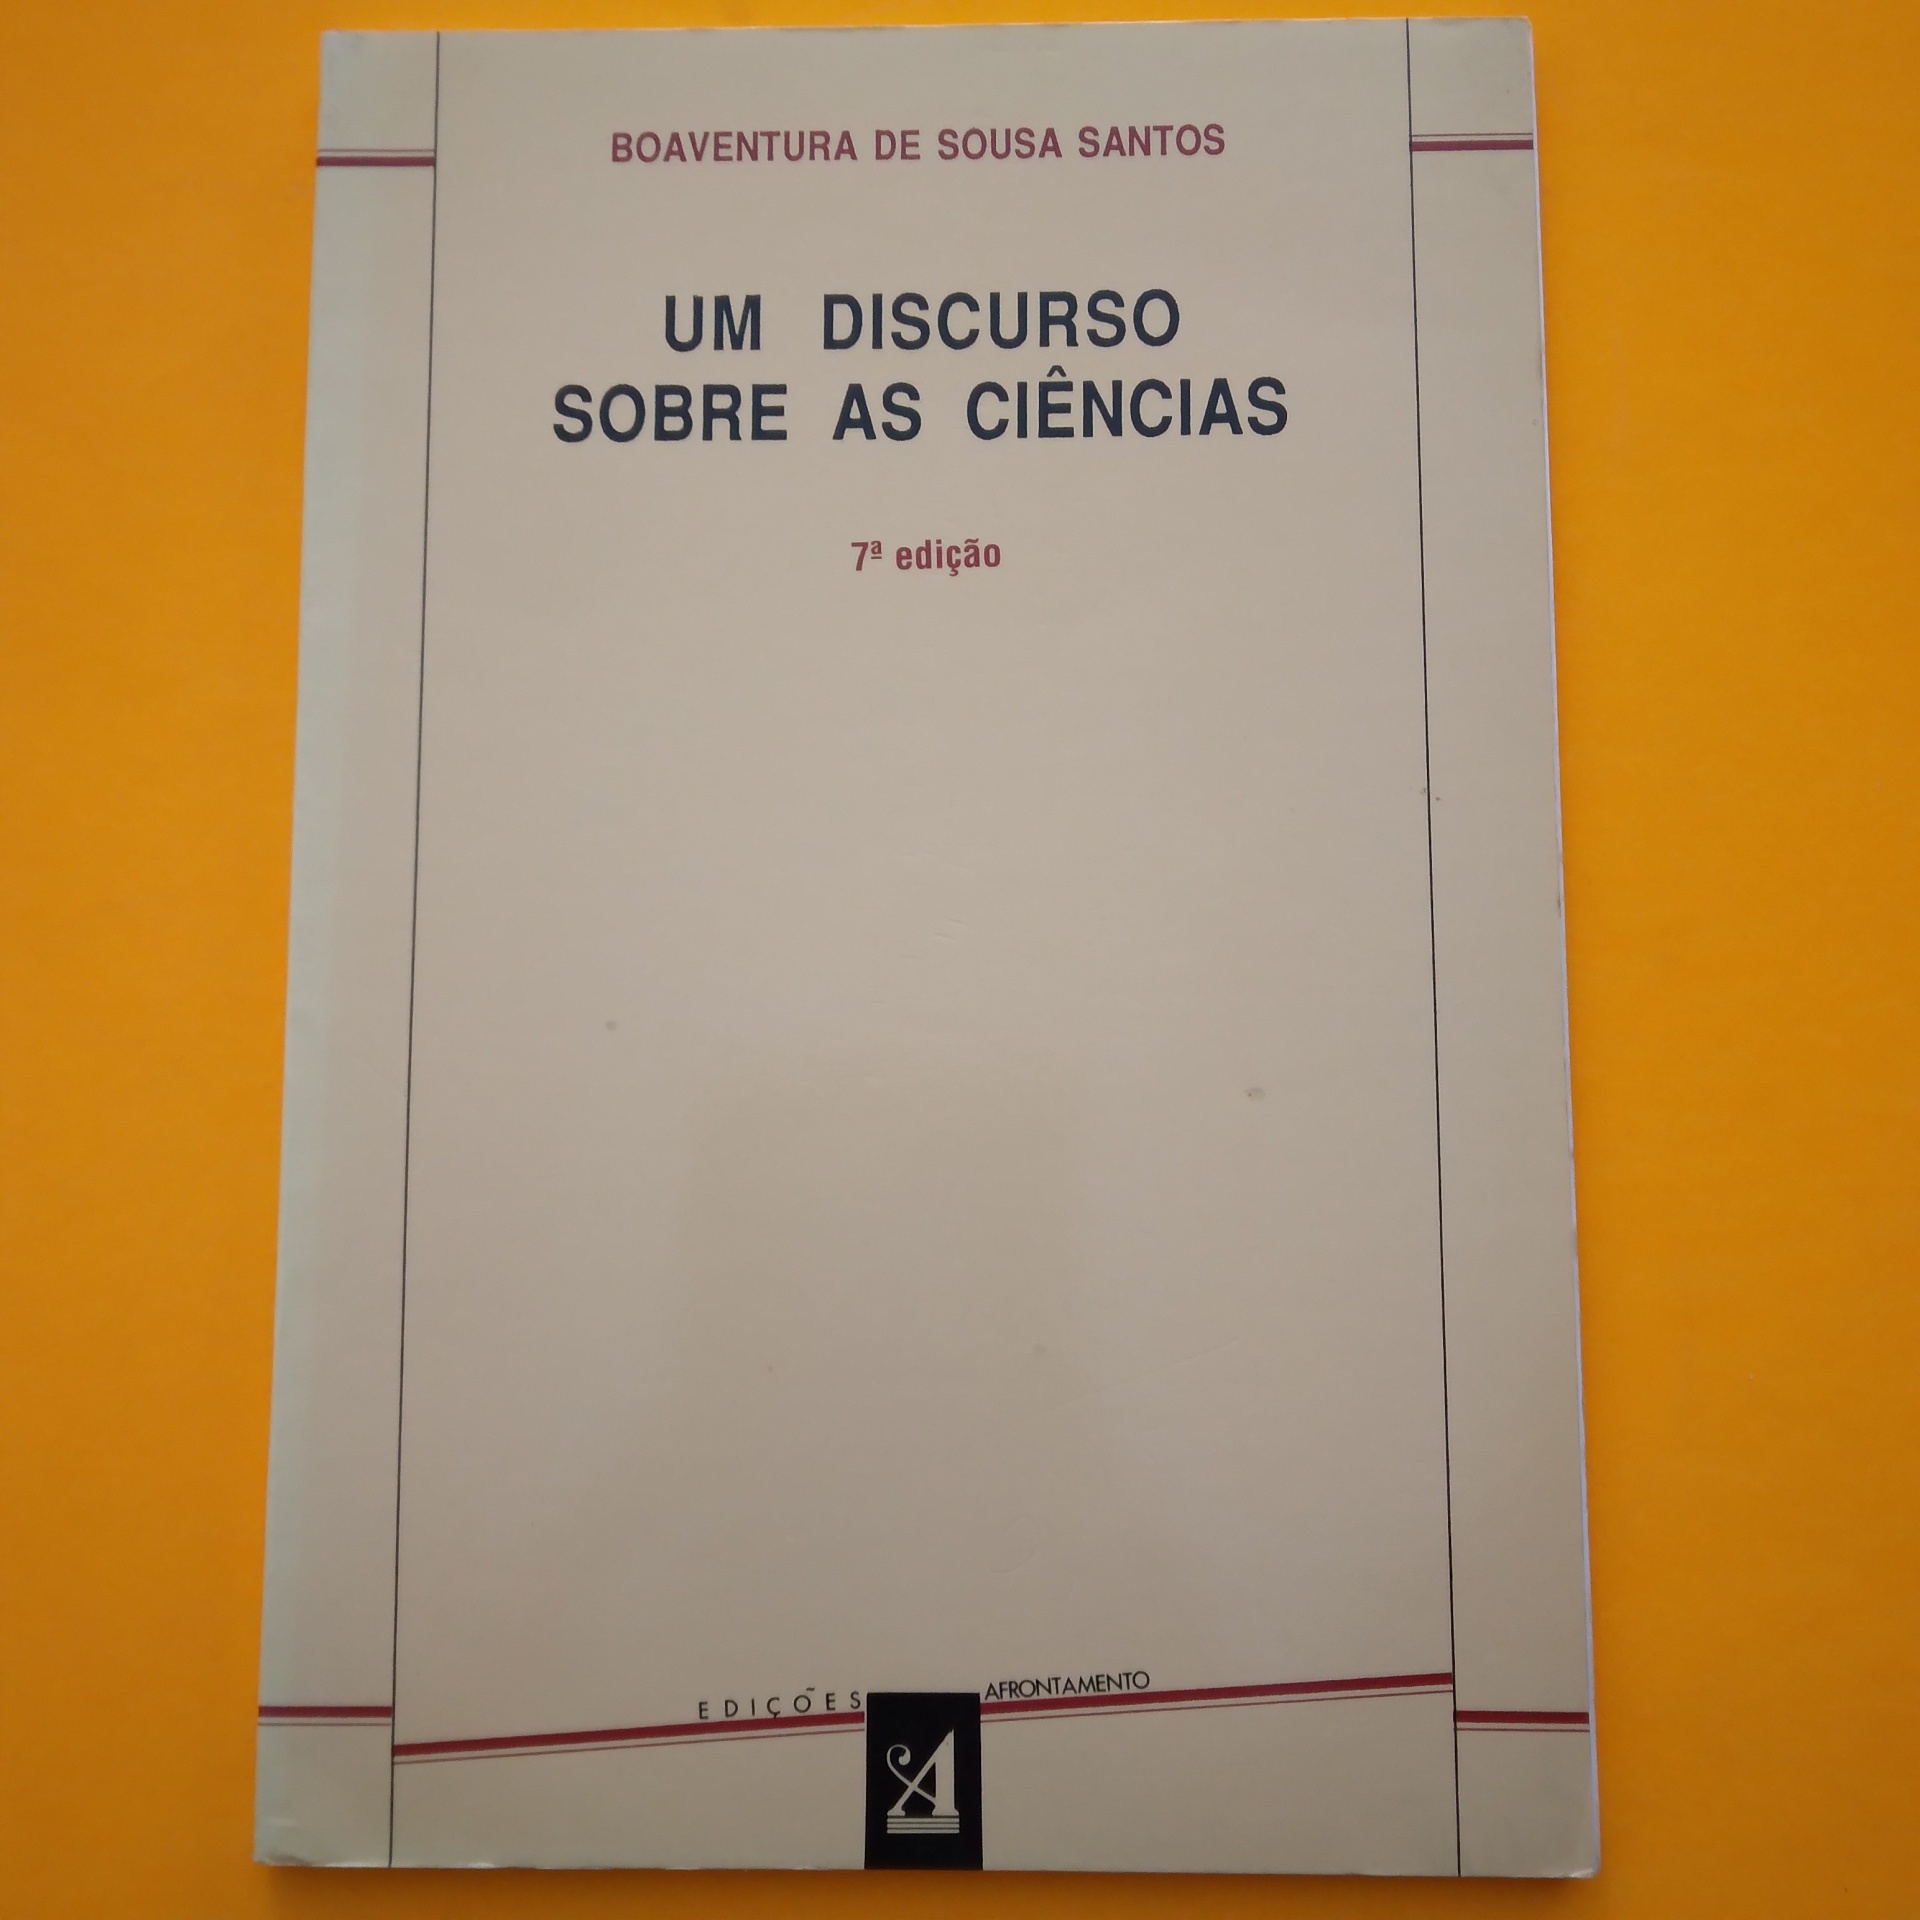 BOAVENTURA DE SOUSA SANTOS
UM DISCURSO
SOBRE AS CIÊNCIAS
7ª edição
EDIÇÕES AFRONTAMENTO
A